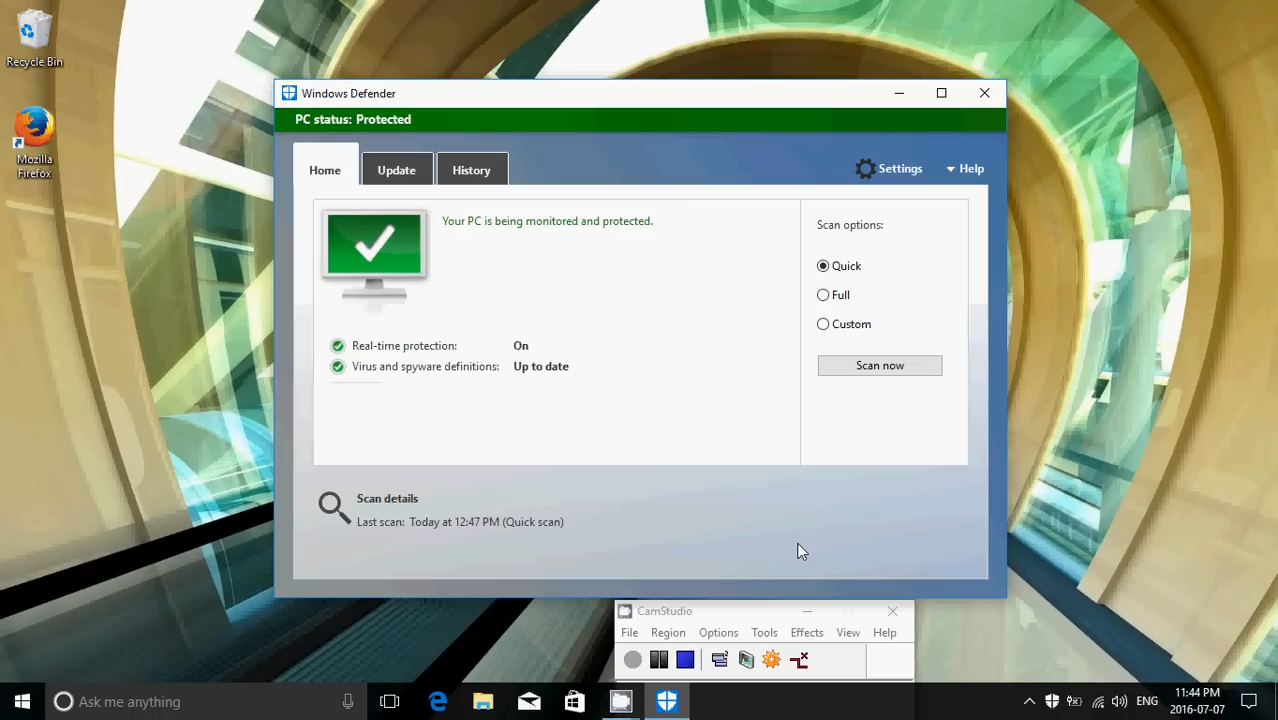 Recycle Bin
Mozilla
Firefox
Windows Defender
PC status: Protected
Home
Update
History
Settings
Help
Your PC is being monitored and protected.
Scan options:
Quick
Full
Custom
Scan now
Real-time protection: On
Virus and spyware definitions: Up to date
Scan details
Last scan: Today at 12:47 PM (Quick scan)
CamStudio
File Region Options Tools Effects View Help
Ask me anything
ENG
11:44 PM
2016-07-07